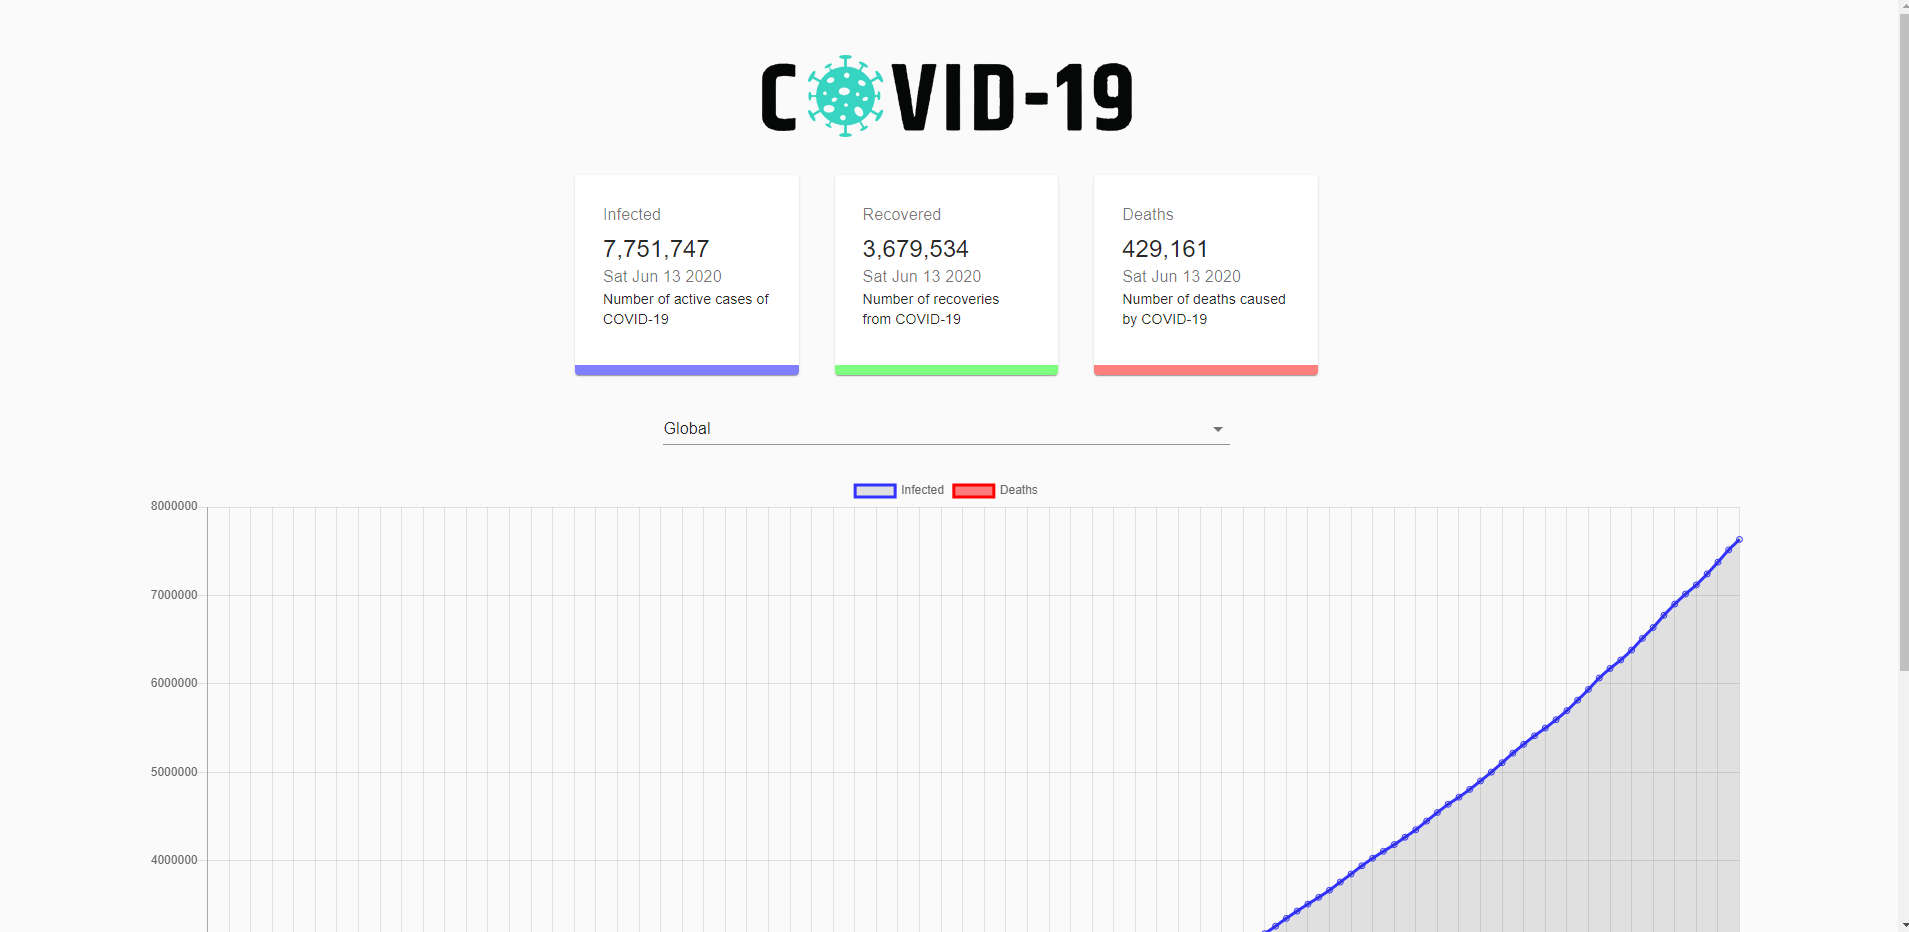 COVID-19
Infected
7,751,747
Sat Jun 13 2020
Number of active cases of
COVID-19
Recovered
3,679,534
Sat Jun 13 2020
Number of recoveries
from COVID-19
Deaths
429,161
Sat Jun 13 2020
Number of deaths caused
by COVID-19
Global
Infected Deaths
8000000
7000000
6000000
5000000
4000000